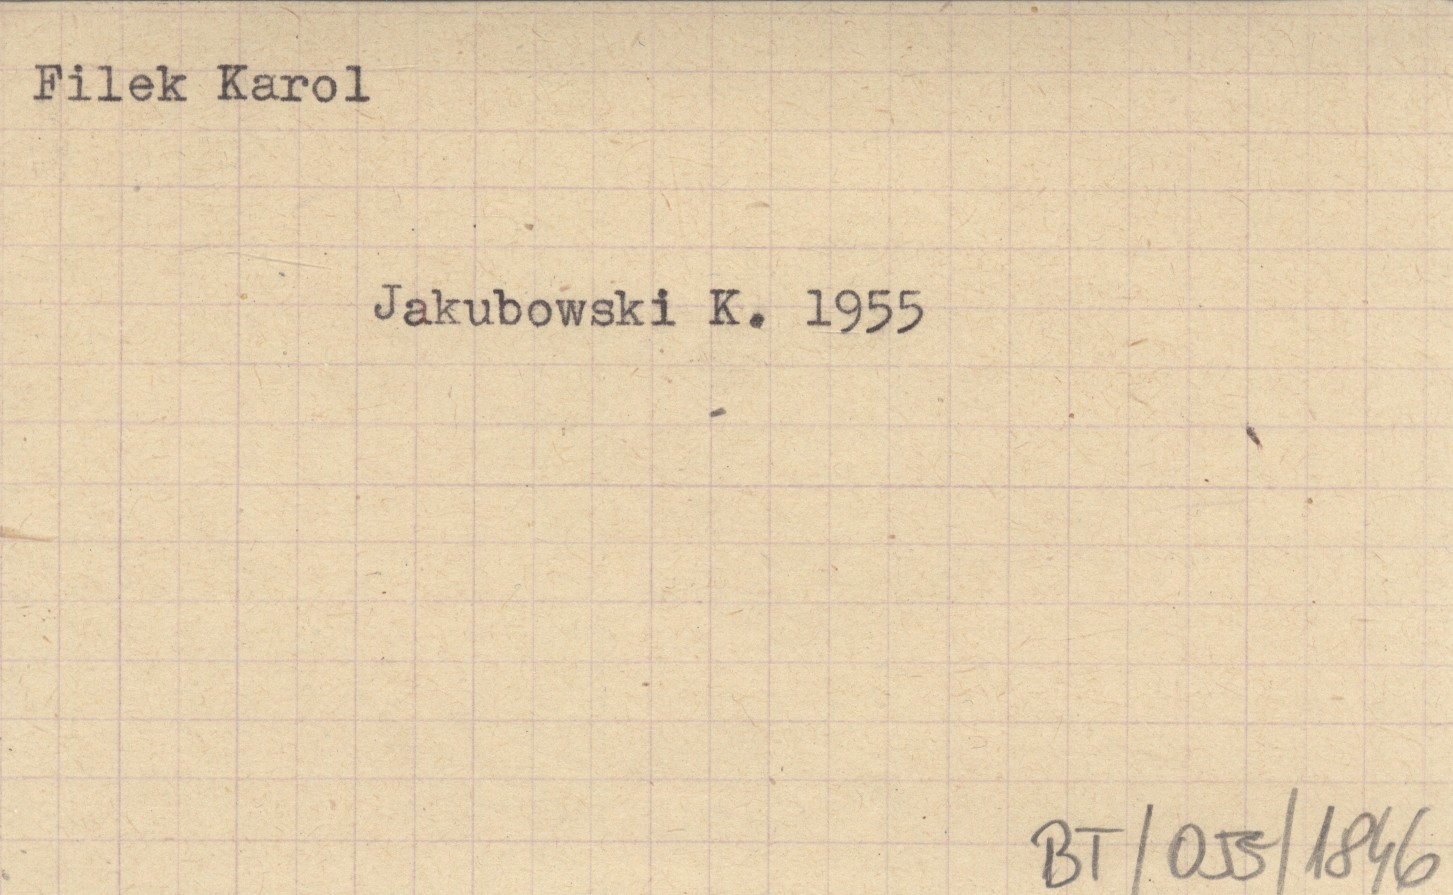 Filek Karol
Jakubowski K. 1955
BT/055/1846